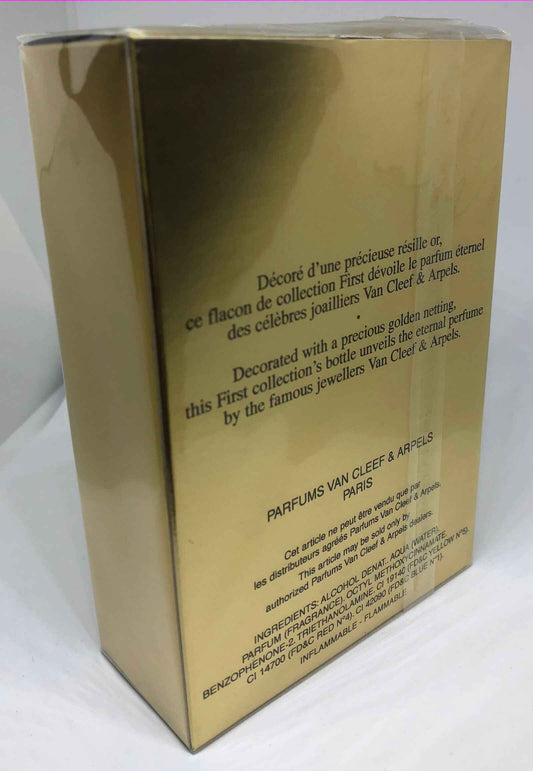 Décoré d'une précieuse résille or,
ce flacon de collection First dévoile le parfum éternel
des célèbres joailliers Van Cleef & Arpels.
•
Decorated with a precious golden netting,
this First collection's bottle unveils the eternal perfume
by the famous jewellers Van Cleef & Arpels.
PARFUMS VAN CLEEF & ARPELS
PARIS
Cet article ne peut être vendu que par
les distributeurs agréés Parfums Van Cleef & Arpels.
This article may be sold only by
authorized Parfums Van Cleef & Arpels dealers.
INGREDIENTS: ALCOHOL DENAT., AQUA (WATER),
PARFUM (FRAGRANCE), OCTYL METHOXYCINNAMATE,
BENZOPHENONE-2, TRIETHANOLAMINE, CI 19140 (FD&C YELLOW N°5),
CI 14700 (FD&C RED N°4), CI 42090 (FD&C BLUE N°1).
INFLAMMABLE - FLAMMABLE